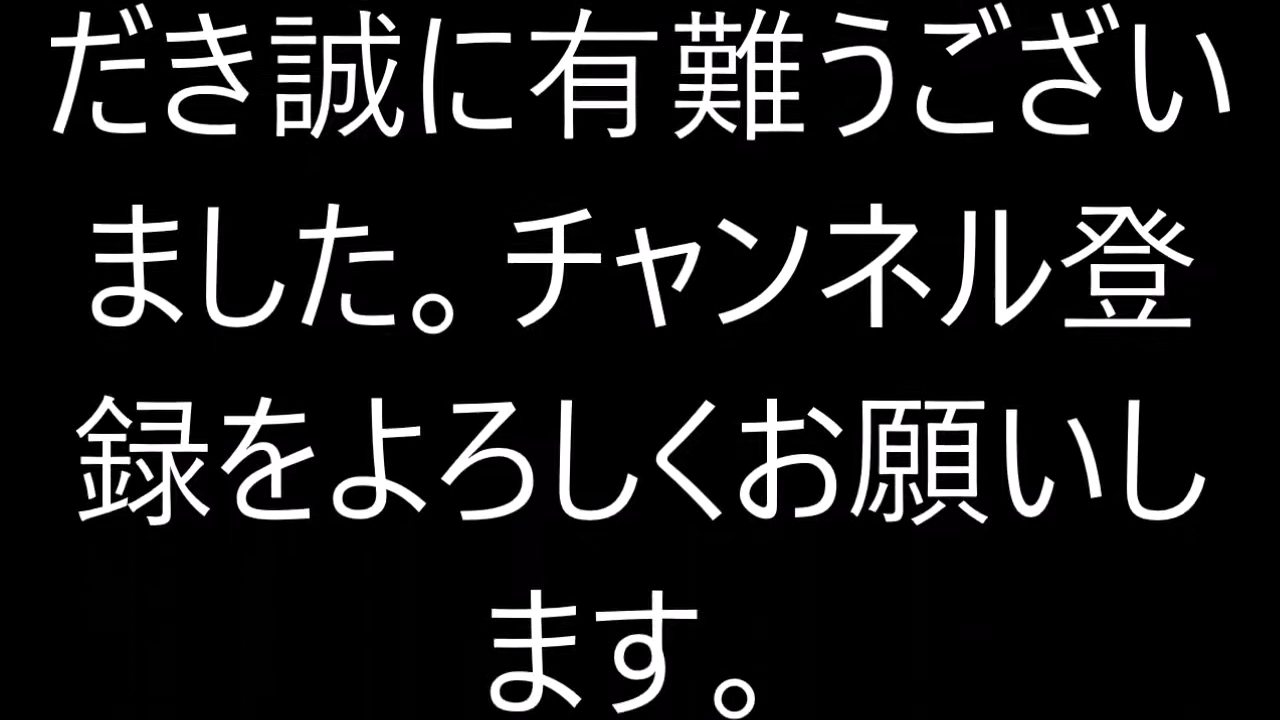 だき誠に有難うござい
ました。チャンネル登
録をよろしくお願いし
ます。